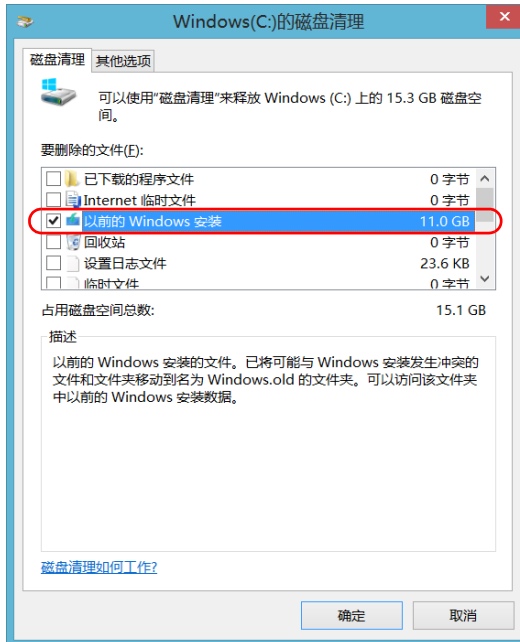 Windows(C:)的磁盘清理
磁盘清理 其他选项
可以使用"磁盘清理"来释放 Windows (C:) 上的 15.3 GB 磁盘空
间。
要删除的文件(F):
已下载的程序文件 0 字节
Internet 临时文件 0 字节
以前的 Windows 安装 11.0 GB
回收站 0 字节
设置日志文件 23.6 KB
临时文件 0 字节
占用磁盘空间总数: 15.1 GB
描述
以前的 Windows 安装的文件。已将可能与 Windows 安装发生冲突的
文件和文件夹移动到名为 Windows.old 的文件夹。可以访问该文件夹
中以前的 Windows 安装数据。
磁盘清理如何工作?
确定 取消